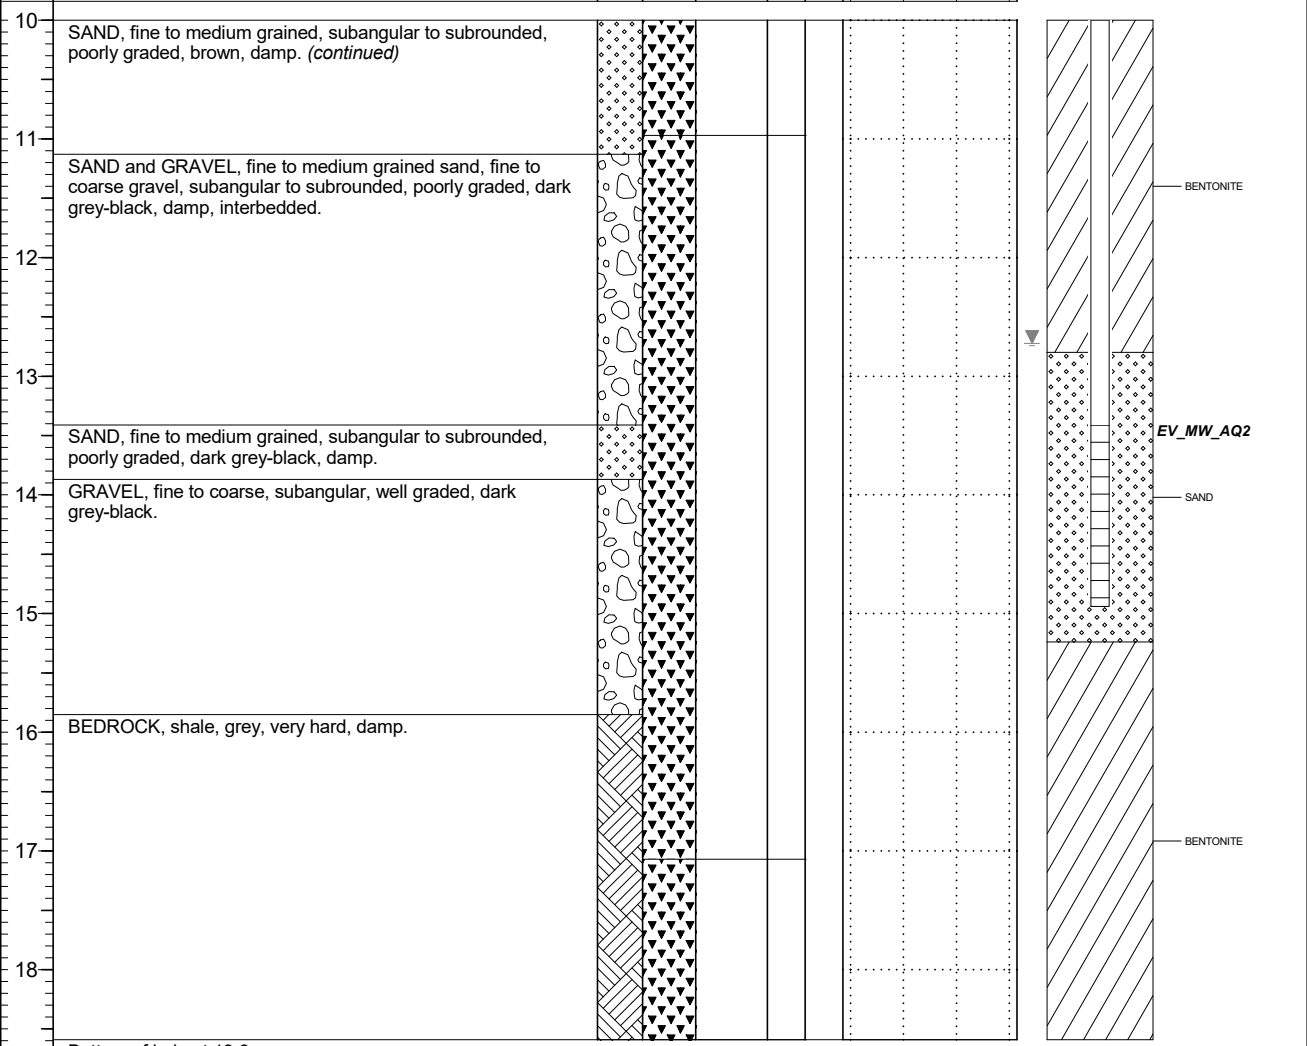 10
SAND, fine to medium grained, subangular to subrounded,
poorly graded, brown, damp. (continued)
11
SAND and GRAVEL, fine to medium grained sand, fine to
coarse gravel, subangular to subrounded, poorly graded, dark
grey-black, damp, interbedded.
BENTONITE
12
13
SAND, fine to medium grained, subangular to subrounded,
poorly graded, dark grey-black, damp.
EV_MW_AQ2
14
GRAVEL, fine to coarse, subangular, well graded, dark
grey-black.
SAND
15
16
BEDROCK, shale, grey, very hard, damp.
17
BENTONITE
18